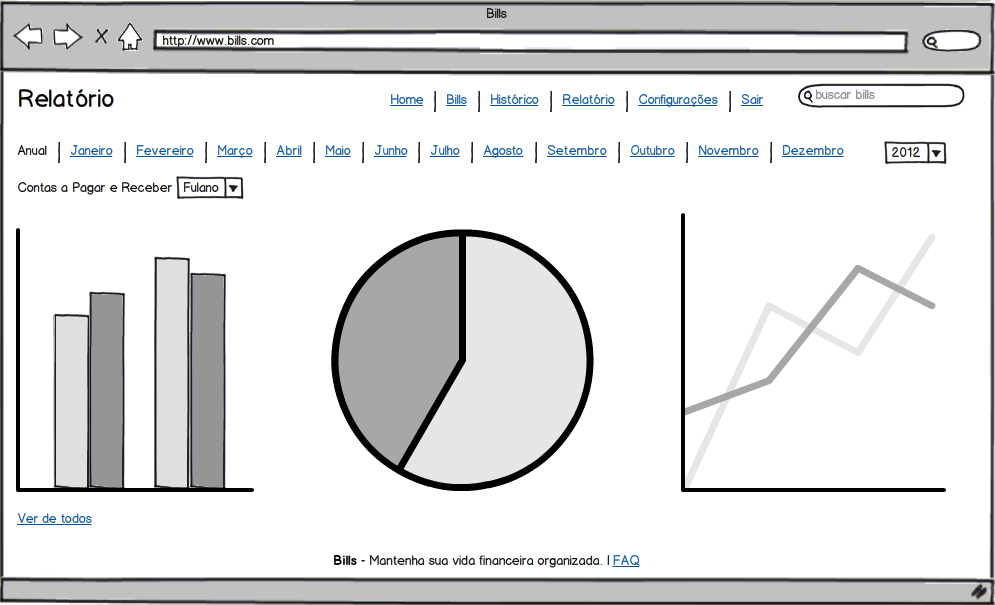 Bills
http://www.bills.com
Relatório
Home | Bills | Histórico | Relatório | Configurações | Sair
buscar bills
Anual | Janeiro | Fevereiro | Março | Abril | Maio | Junho | Julho | Agosto | Setembro | Outubro | Novembro | Dezembro
2012
Contas a Pagar e Receber Fulano
Ver de todos
Bills - Mantenha sua vida financeira organizada. | FAQ